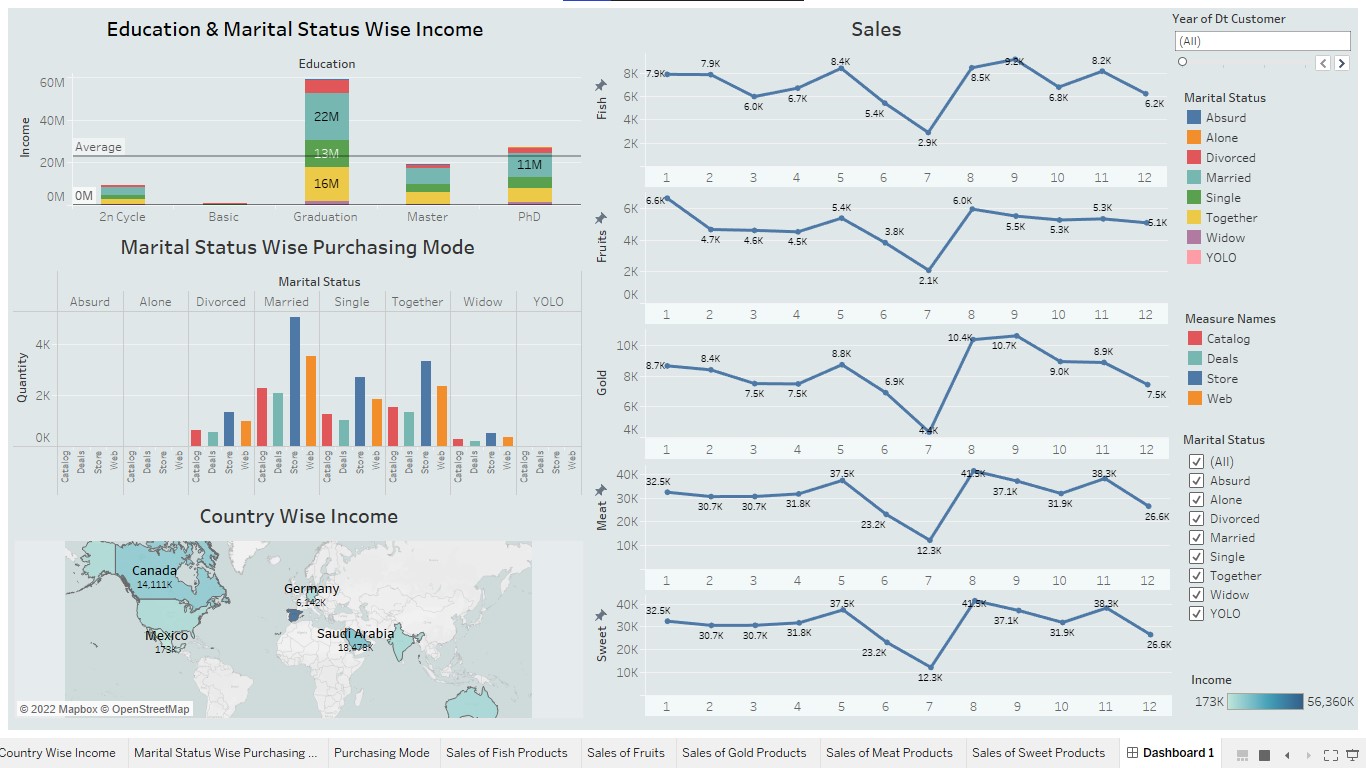 Education & Marital Status Wise Income
Education
Income
60M
40M
20M
0M
Average
0M
22M
13M
16M
11M
2n Cycle
Basic
Graduation
Master
PhD
Marital Status Wise Purchasing Mode
Marital Status
Absurd
Alone
Divorced
Married
Single
Together
Widow
YOLO
Quantity
4K
2K
0K
Catalog Deals Store Web
Catalog Deals Store Web
Catalog Deals Store Web
Catalog Deals Store Web
Catalog Deals Store Web
Catalog Deals Store Web
Catalog Deals Store Web
Catalog Deals Store Web
Country Wise Income
Canada
14,111K
Germany
6,242K
Mexico
173K
Saudi Arabia
18,478K
© 2022 Mapbox © OpenStreetMap
Sales
Fish
8K
6K
4K
2K
7.9K 7.9K 6.0K 6.7K 8.4K 5.4K 2.9K 8.5K 9.2K 6.8K 8.2K 6.2K
1 2 3 4 5 6 7 8 9 10 11 12
Fruits
6K
4K
2K
0K
6.6K 4.7K 4.6K 4.5K 5.4K 3.8K 2.1K 6.0K 5.5K 5.3K 5.3K 5.1K
1 2 3 4 5 6 7 8 9 10 11 12
Gold
10K
8K
6K
4K
8.7K 8.4K 7.5K 7.5K 8.8K 6.9K 4.4K 10.4K 10.7K 9.0K 8.9K 7.5K
1 2 3 4 5 6 7 8 9 10 11 12
Meat
40K
30K
20K
10K
32.5K 30.7K 30.7K 31.8K 37.5K 23.2K 12.3K 41.5K 37.1K 31.9K 38.3K 26.6K
1 2 3 4 5 6 7 8 9 10 11 12
Sweet
40K
30K
20K
10K
32.5K 30.7K 30.7K 31.8K 37.5K 23.2K 12.3K 41.5K 37.1K 31.9K 38.3K 26.6K
1 2 3 4 5 6 7 8 9 10 11 12
Year of Dt Customer
(All)
Marital Status
Absurd
Alone
Divorced
Married
Single
Together
Widow
YOLO
Measure Names
Catalog
Deals
Store
Web
Marital Status
(All)
Absurd
Alone
Divorced
Married
Single
Together
Widow
YOLO
Income
173K 56,360K
Country Wise Income
Marital Status Wise Purchasing ...
Purchasing Mode
Sales of Fish Products
Sales of Fruits
Sales of Gold Products
Sales of Meat Products
Sales of Sweet Products
Dashboard 1